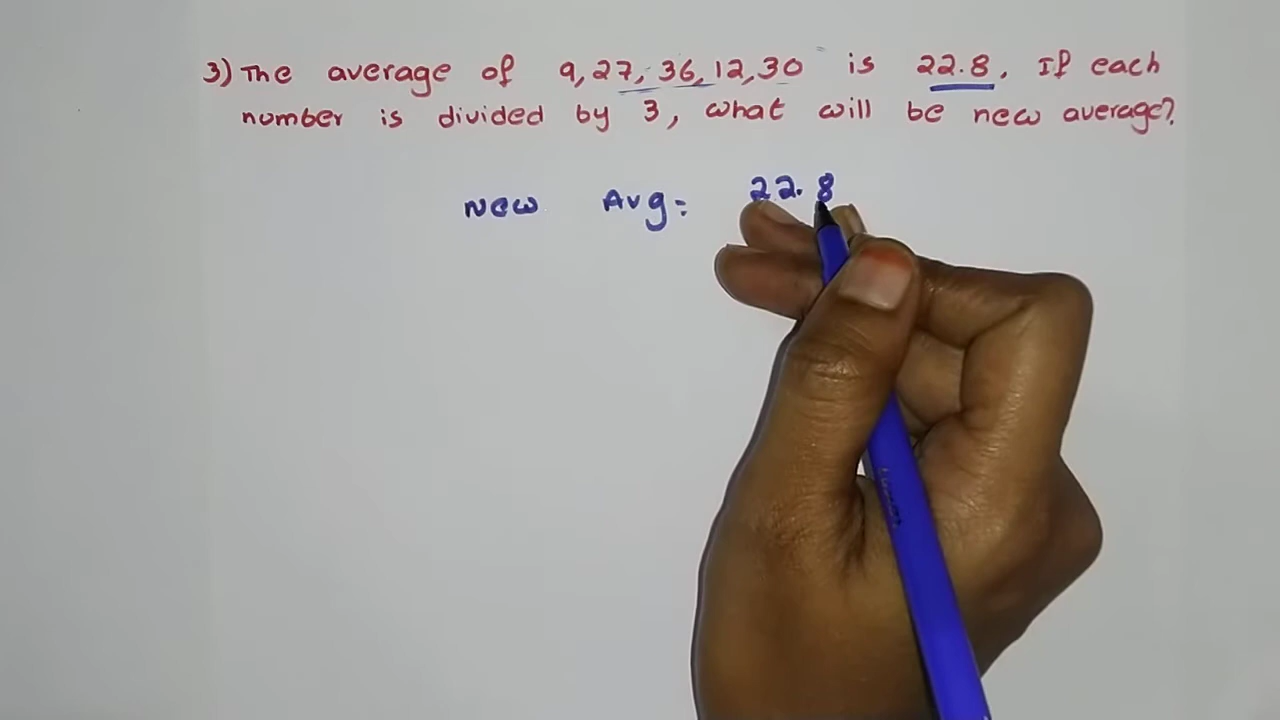 3) The average of 9, 27, 36, 12, 30 is 22.8. If each
number is divided by 3, what will be new average?
New Avg = 22.8